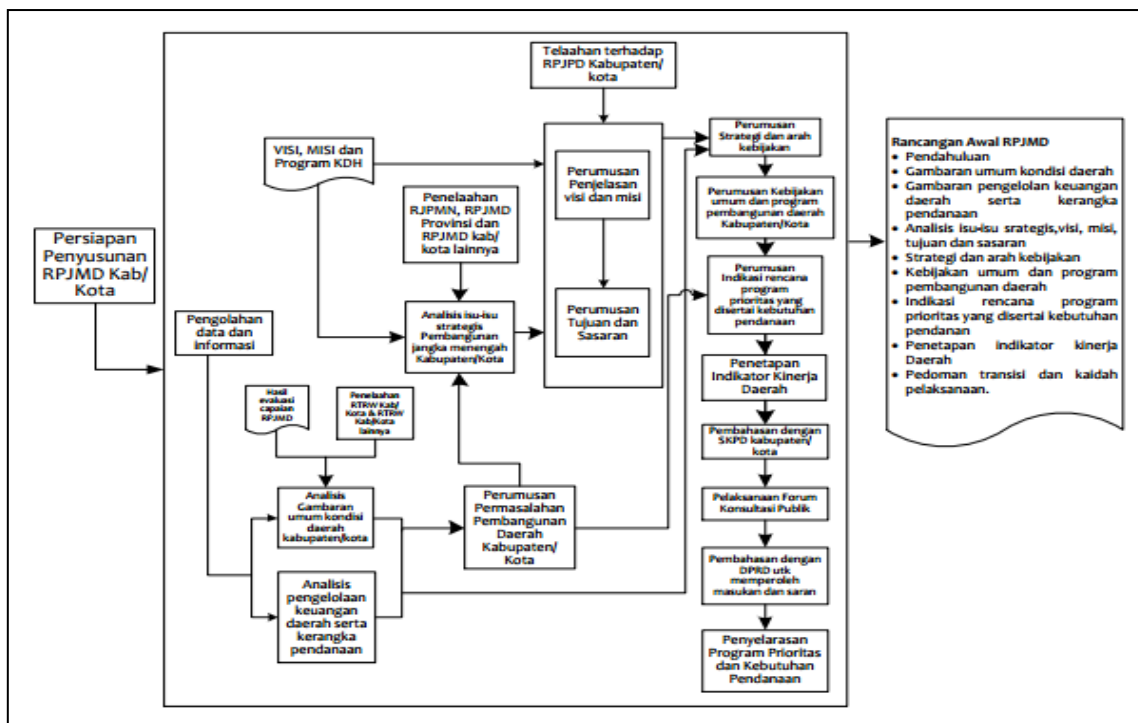 Telaahan terhadap
RPJPD Kabupaten/
kota
Perumusan
Strategi dan arah
kebijakan
VISI, MISI dan
Program KDH
Perumusan
Penjelasan
visi dan misi
Penelaahan
RJPMN, RPJMD
Provinsi dan
RPJMD kab/
kota lainnya
Perumusan Kebijakan
umum dan program
pembangunan daerah
Kabupaten/Kota
Persiapan
Penyusunan
RPJMD Kab/
Kota
Pengolahan
data dan
informasi
Analisis isu-isu
strategis
Pembangunan
jangka menengah
Kabupaten/Kota
Perumusan
Tujuan dan
Sasaran
Perumusan
Indikasi rencana
program
prioritas yang
disertai kebutuhan
pendanaan
Penetapan
Indikator Kinerja
Daerah
Hasil
evaluasi
capaian
RPJMD
Penelaahan
RTRW Kab/
Kota & RTRW
Kab/Kota
lainnya
Pembahasan dengan
SKPD kabupaten/
kota
Analisis
Gambaran
umum kondisi
daerah
kabupaten/kota
Perumusan
Permasalahan
Pembangunan
Daerah
Kabupaten/
Kota
Pelaksanaan Forum
Konsultasi Publik
Analisis
pengelolaan
keuangan
daerah serta
kerangka
pendanaan
Pembahasan dengan
DPRD utk
memperoleh
masukan dan saran
Penyelarasan
Program Prioritas
dan Kebutuhan
Pendanaan
Rancangan Awal RPJMD
• Pendahuluan
• Gambaran umum kondisi daerah
• Gambaran pengelolan keuangan
daerah serta kerangka
pendanaan
• Analisis isu-isu srategis,visi, misi,
tujuan dan sasaran
• Strategi dan arah kebijakan
• Kebijakan umum dan program
pembangunan daerah
• Indikasi rencana program
prioritas yang disertai kebutuhan
pendanan
• Penetapan indikator kinerja
Daerah
• Pedoman transisi dan kaidah
pelaksanaan.